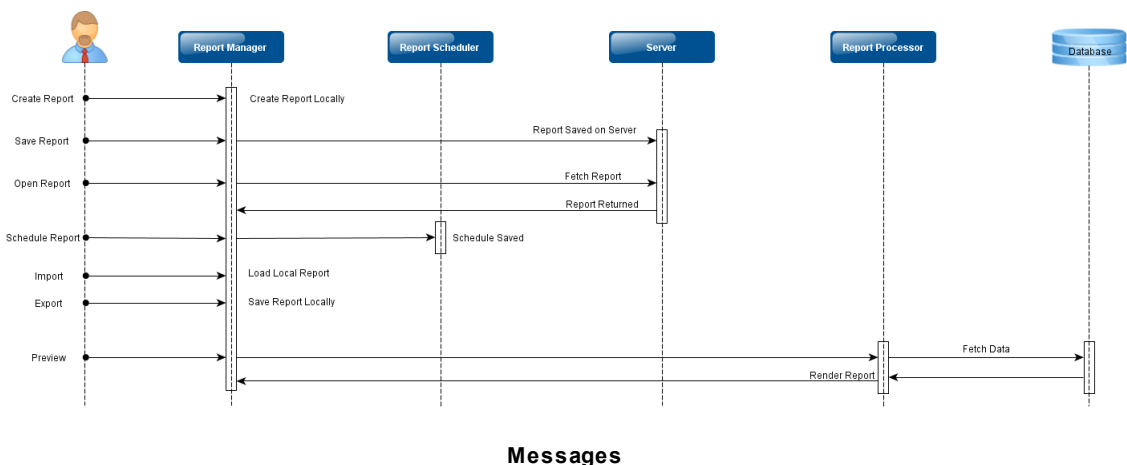 Report Manager
Report Scheduler
Server
Report Processor
Database
Create Report
Create Report Locally
Save Report
Report Saved on Server
Open Report
Fetch Report
Report Returned
Schedule Report
Schedule Saved
Import
Load Local Report
Export
Save Report Locally
Preview
Fetch Data
Render Report
Messages